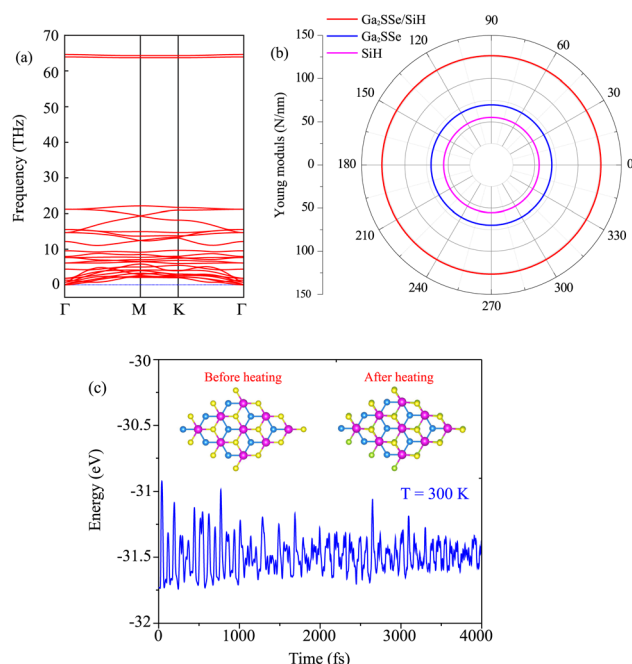 (a)
Frequency (THz)
70
60
50
40
30
20
10
0
Γ M K Γ
(b)
Ga₂SSe/SiH
Ga₂SSe
SiH
Young moduls (N/nm)
150
100
50
0
50
100
150
90
120 60
150 30
180 0
210 330
240 300
270
(c)
Energy (eV)
-30
-30.5
-31
-31.5
-32
Before heating After heating
T = 300 K
0 1000 2000 3000 4000
Time (fs)